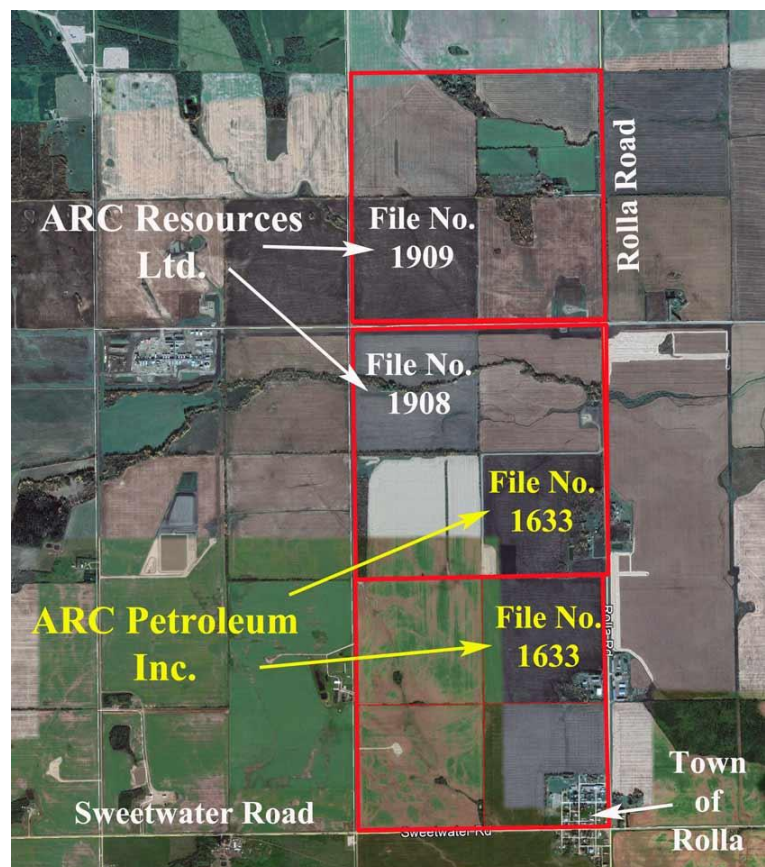 ARC Resources
Ltd.
File No.
1909
Rolla Road
File No.
1908
File No.
1633
ARC Petroleum
Inc.
File No.
1633
Rolla-Rd
Town
of
Rolla
Sweetwater Road
Sweetwater-Rd